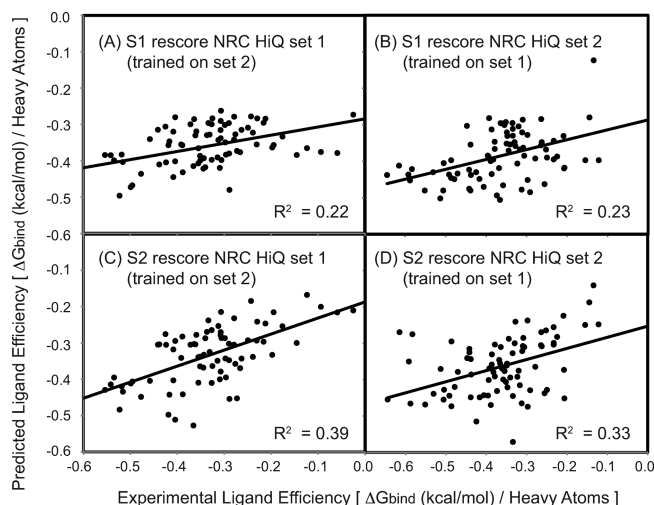 Predicted Ligand Efficiency [ ΔGbind (kcal/mol) / Heavy Atoms ]
0.0
-0.1
-0.2
-0.3
-0.4
-0.5
-0.6
(A) S1 rescore NRC HiQ set 1
(trained on set 2)
R² = 0.22
(B) S1 rescore NRC HiQ set 2
(trained on set 1)
R² = 0.23
-0.1
-0.2
-0.3
-0.4
-0.5
-0.6
(C) S2 rescore NRC HiQ set 1
(trained on set 2)
R² = 0.39
(D) S2 rescore NRC HiQ set 2
(trained on set 1)
R² = 0.33
-0.6 -0.5 -0.4 -0.3 -0.2 -0.1 0.0 -0.6 -0.5 -0.4 -0.3 -0.2 -0.1 0.0
Experimental Ligand Efficiency [ ΔGbind (kcal/mol) / Heavy Atoms ]